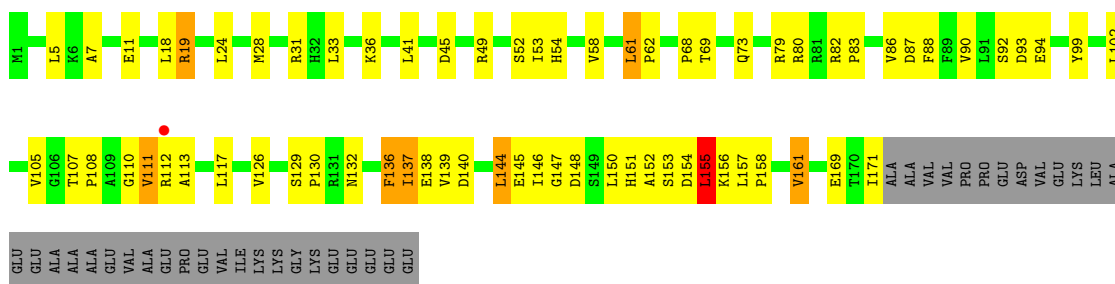 M1 L5 K6 A7 E11 L18 R19 L24 M28 R31 H32 L33 K36 L41 D45 R49 S52 I53 H54 V58 L61 P62 P68 T69 Q73 R79 R80 R81 R82 P83 V86 D87 F88 F89 V90 L91 S92 D93 E94 Y99
V105 G106 T107 P108 A109 G110 V111 R112 A113 L117 V126 S129 P130 R131 N132 F136 I137 E138 V139 D140 L144 E145 I146 G147 D148 S149 L150 H151 A152 S153 D154 L155 K156 L157 P158 V161 E169 T170 I171 ALA ALA VAL VAL PRO PRO GLU ASP VAL GLU LYS LEU ALA
GLU GLU ALA ALA ALA GLU VAL ALA GLU PRO GLU VAL ILE LYS LYS GLY LYS GLU GLU GLU GLU GLU